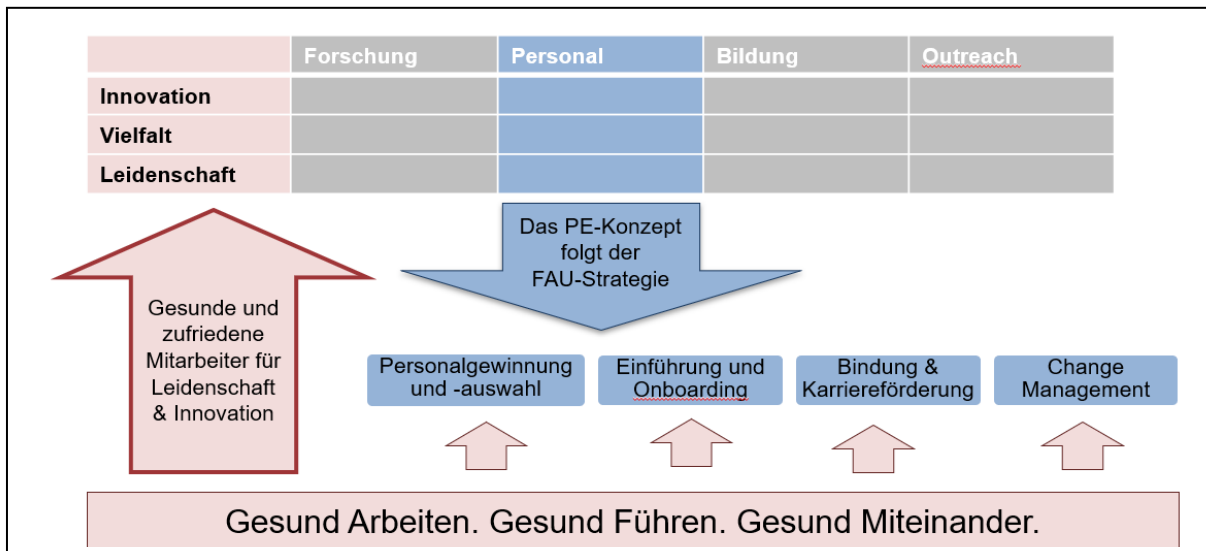 Forschung Personal Bildung Outreach
Innovation
Vielfalt
Leidenschaft
Das PE-Konzept
folgt der
FAU-Strategie
Gesunde und
zufriedene
Mitarbeiter für
Leidenschaft
& Innovation
Personalgewinnung
und -auswahl
Einführung und
Onboarding
Bindung &
Karriereförderung
Change
Management
Gesund Arbeiten. Gesund Führen. Gesund Miteinander.